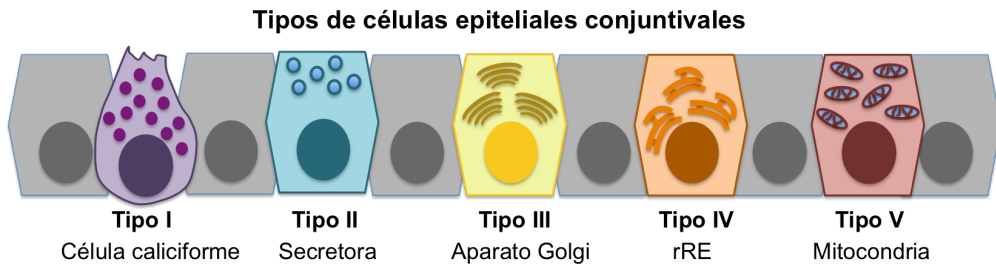 Tipos de células epiteliales conjuntivales
Tipo I Tipo II Tipo III Tipo IV Tipo V
Célula caliciforme Secretora Aparato Golgi rRE Mitocondria